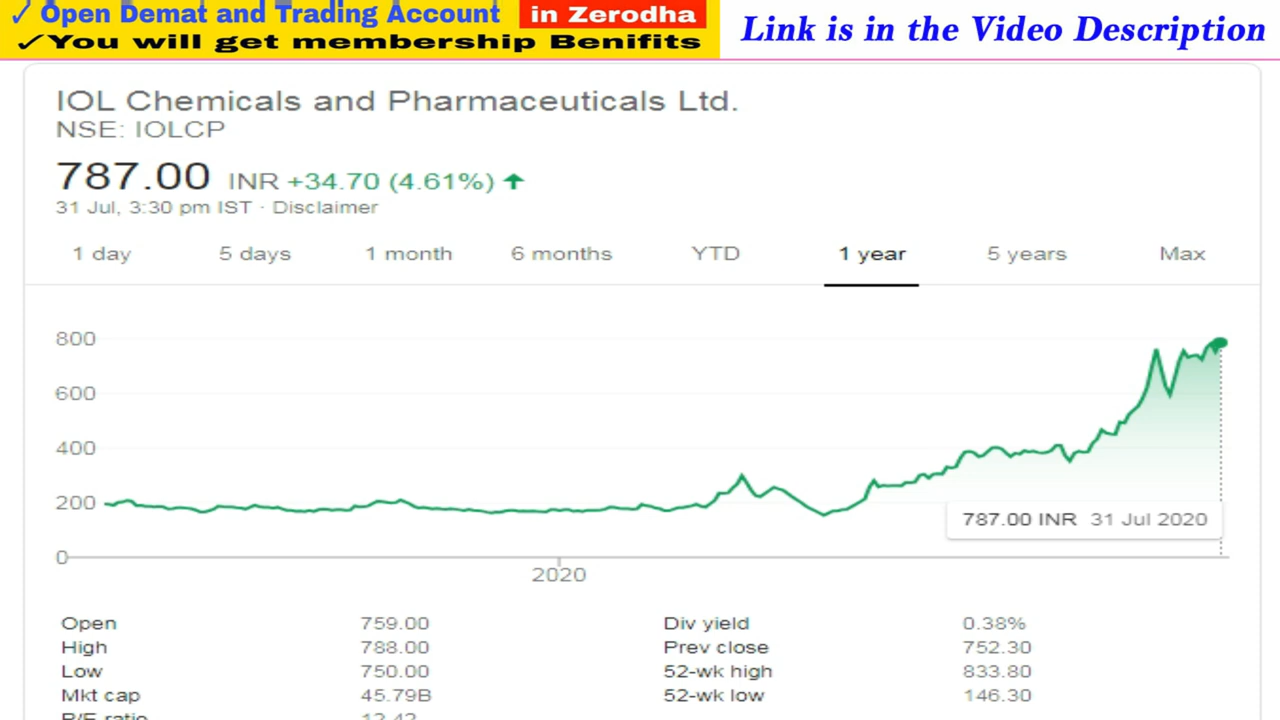 ✓ Open Demat and Trading Account in Zerodha
✓You will get membership Benifits
Link is in the Video Description
IOL Chemicals and Pharmaceuticals Ltd.
NSE: IOLCP
787.00 INR +34.70 (4.61%) ↑
31 Jul, 3:30 pm IST · Disclaimer
1 day 5 days 1 month 6 months YTD 1 year 5 years Max
800
600
400
200
0
787.00 INR 31 Jul 2020
2020
Open 759.00 Div yield 0.38%
High 788.00 Prev close 752.30
Low 750.00 52-wk high 833.80
Mkt cap 45.79B 52-wk low 146.30
P/E ratio 12.42